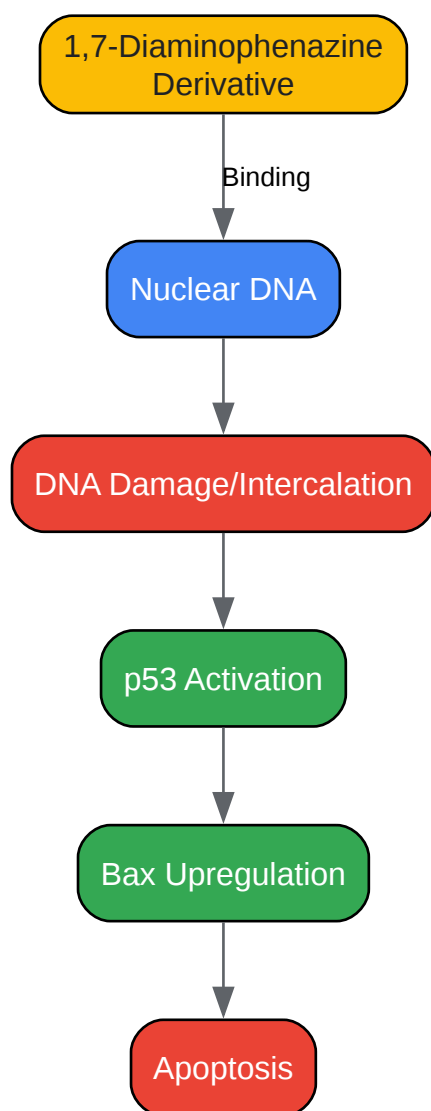 1,7-Diaminophenazine
Derivative
Binding
Nuclear DNA
DNA Damage/Intercalation
p53 Activation
Bax Upregulation
Apoptosis